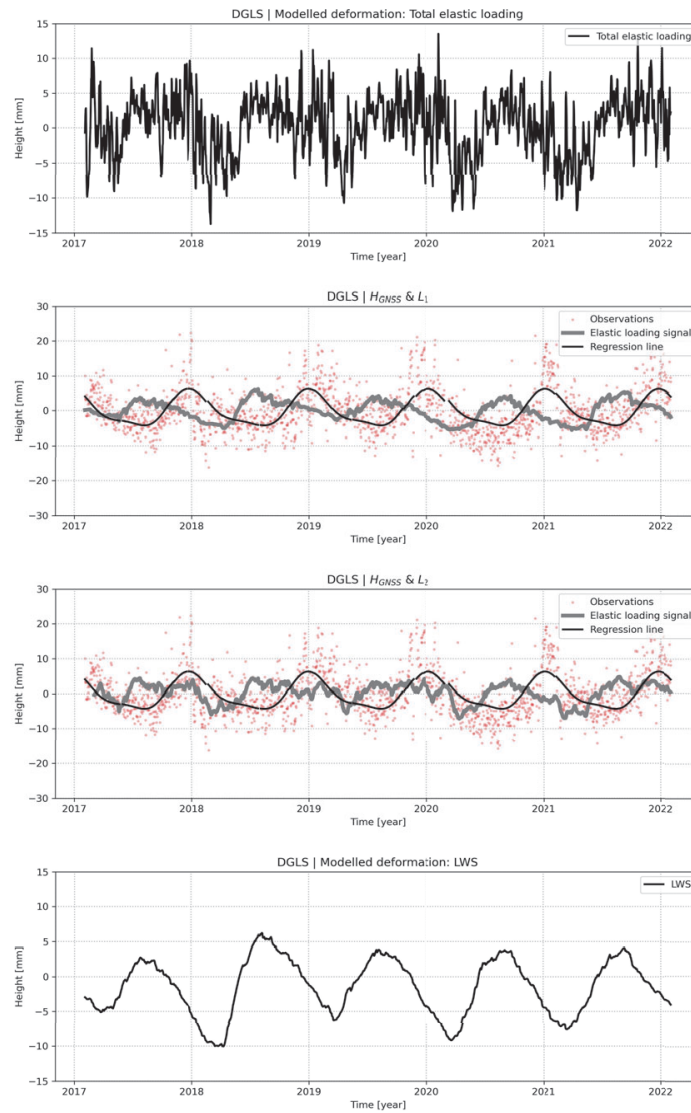 DGLS | Modelled deformation: Total elastic loading
Total elastic loading
Height [mm]
15
10
5
0
−5
−10
−15
2017 2018 2019 2020 2021 2022
Time [year]
DGLS | H_GNSS & L_1
Observations
Elastic loading signal
Regression line
Height [mm]
30
20
10
0
−10
−20
−30
2017 2018 2019 2020 2021 2022
Time [year]
DGLS | H_GNSS & L_2
Observations
Elastic loading signal
Regression line
Height [mm]
30
20
10
0
−10
−20
−30
2017 2018 2019 2020 2021 2022
Time [year]
DGLS | Modelled deformation: LWS
LWS
Height [mm]
15
10
5
0
−5
−10
−15
2017 2018 2019 2020 2021 2022
Time [year]